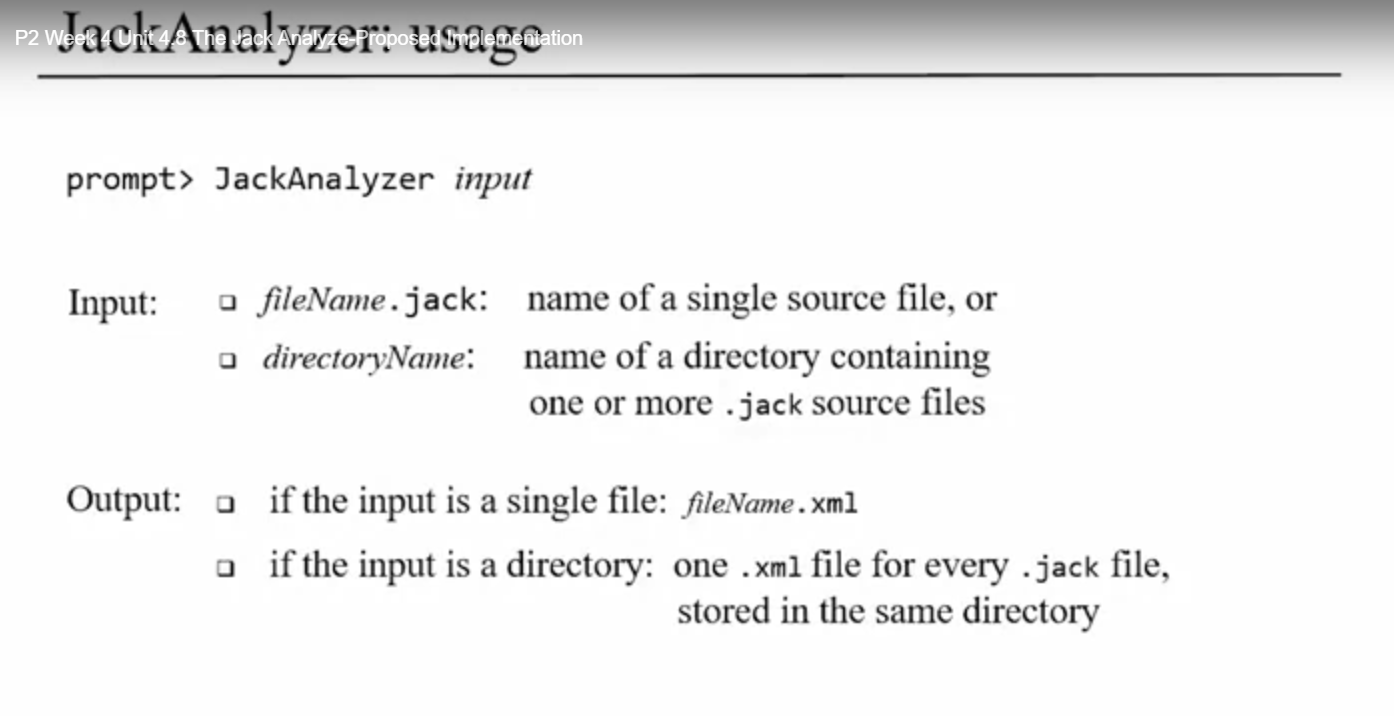 JackAnalyzer: usage
P2 Week 4 Unit 4.8 The Jack Analyze-Proposed Implementation
prompt> JackAnalyzer input
Input: ❑ fileName.jack: name of a single source file, or
❑ directoryName: name of a directory containing
one or more .jack source files
Output: ❑ if the input is a single file: fileName.xml
❑ if the input is a directory: one .xml file for every .jack file,
stored in the same directory